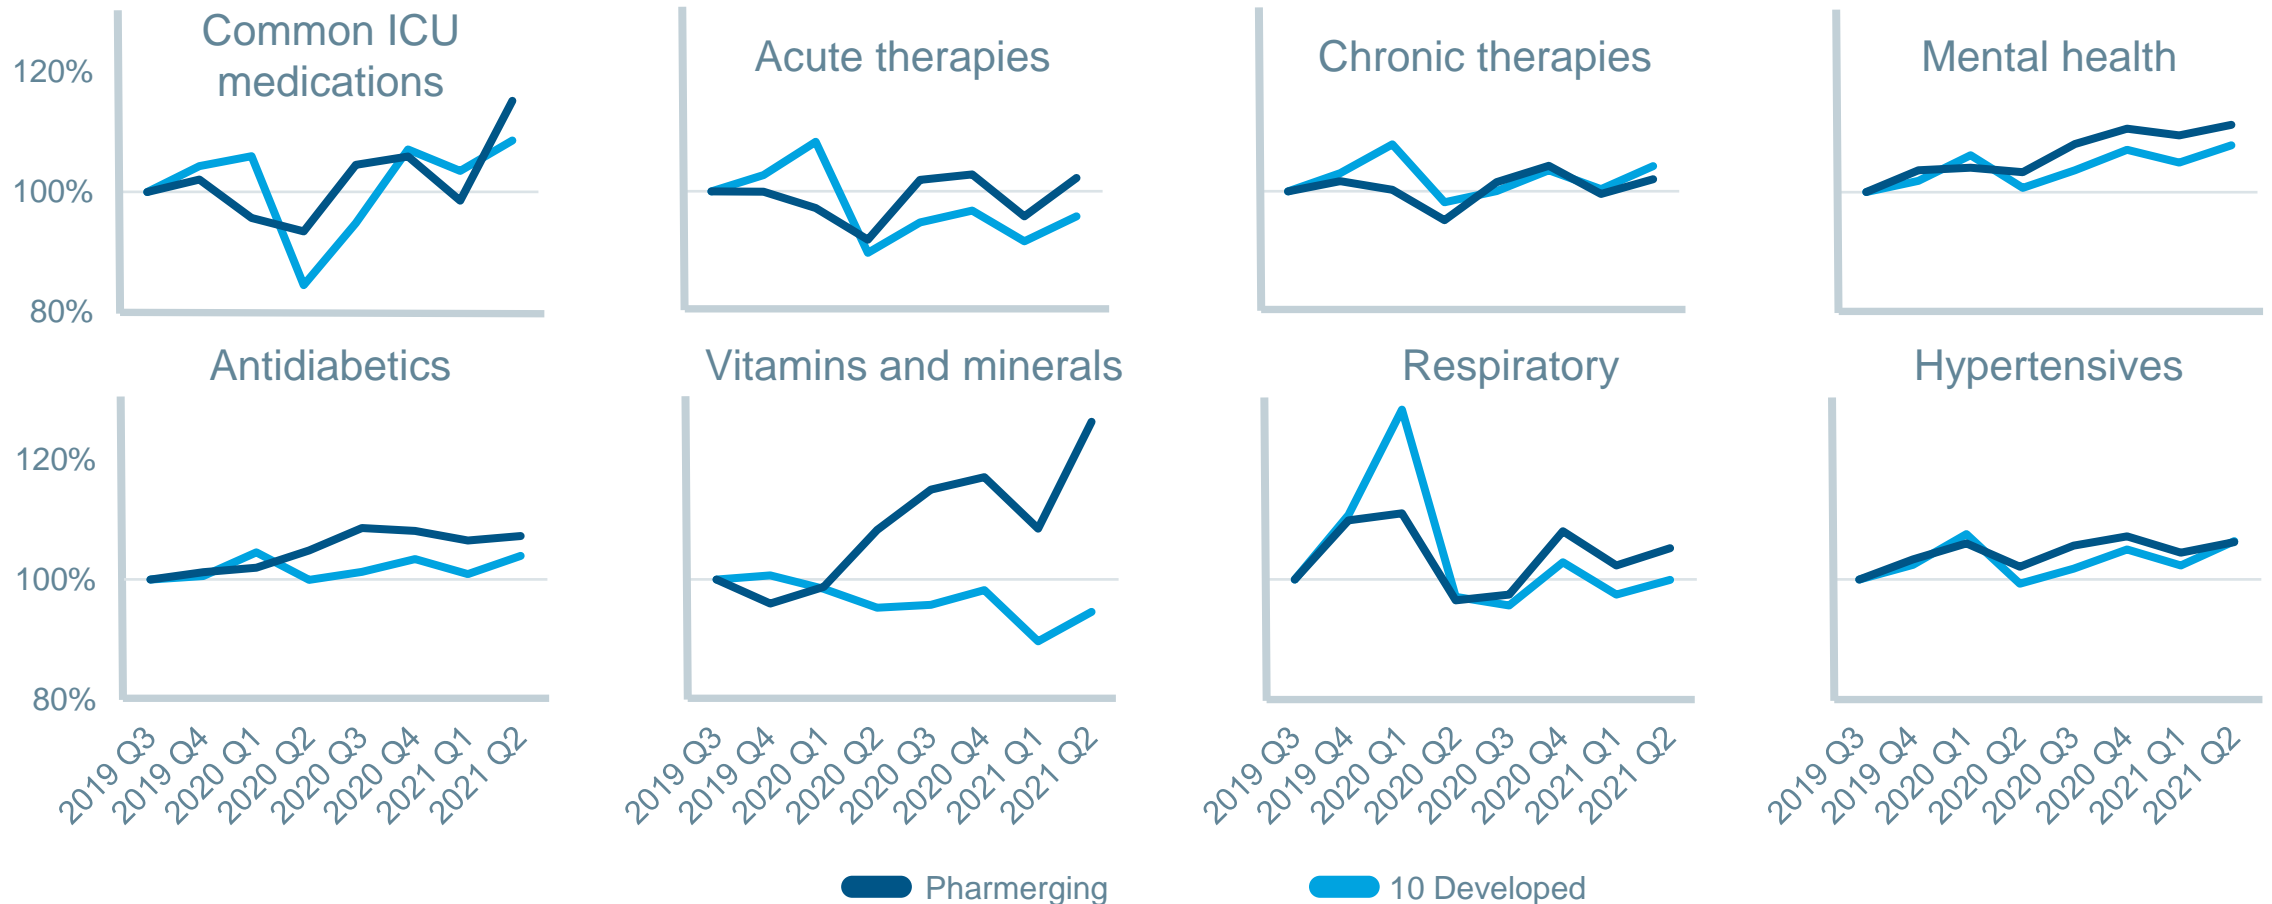 Common ICU
medications
Acute therapies
Chronic therapies
Mental health
120%
100%
80%
Antidiabetics
Vitamins and minerals
Respiratory
Hypertensives
120%
100%
80%
2019 Q3
2019 Q4
2020 Q1
2020 Q2
2020 Q3
2020 Q4
2021 Q1
2021 Q2
2019 Q3
2019 Q4
2020 Q1
2020 Q2
2020 Q3
2020 Q4
2021 Q1
2021 Q2
2019 Q3
2019 Q4
2020 Q1
2020 Q2
2020 Q3
2020 Q4
2021 Q1
2021 Q2
2019 Q3
2019 Q4
2020 Q1
2020 Q2
2020 Q3
2020 Q4
2021 Q1
2021 Q2
Pharmerging
10 Developed